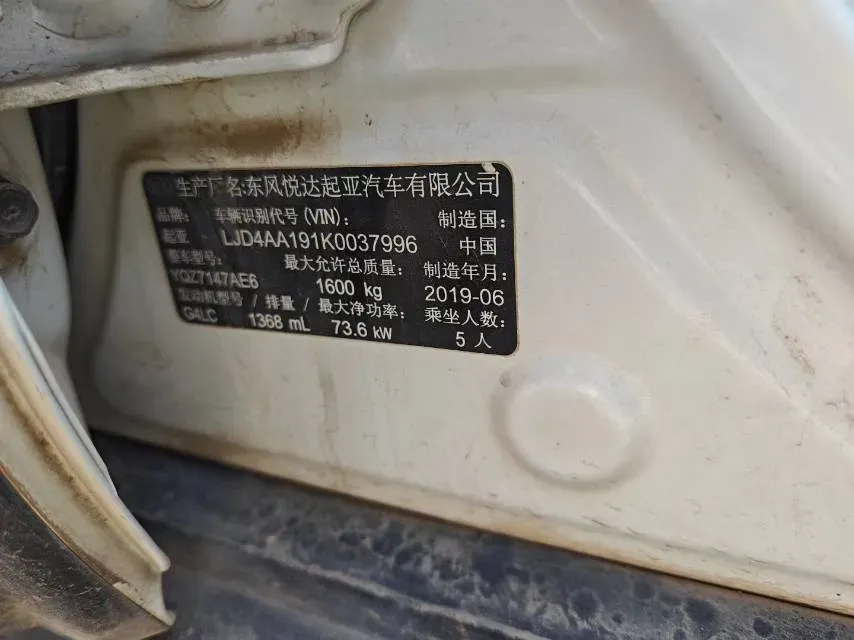 生产厂名:东风悦达起亚汽车有限公司
品牌: 车辆识别代号(VIN): 制造国:
起亚 LJD4AA191K0037996 中国
整车型号: 最大允许总质量: 制造年月:
YQZ7147AE6 1600 kg 2019-06
发动机型号 / 排量 / 最大净功率: 乘坐人数:
G4LC 1368 mL 73.6 kW 5 人